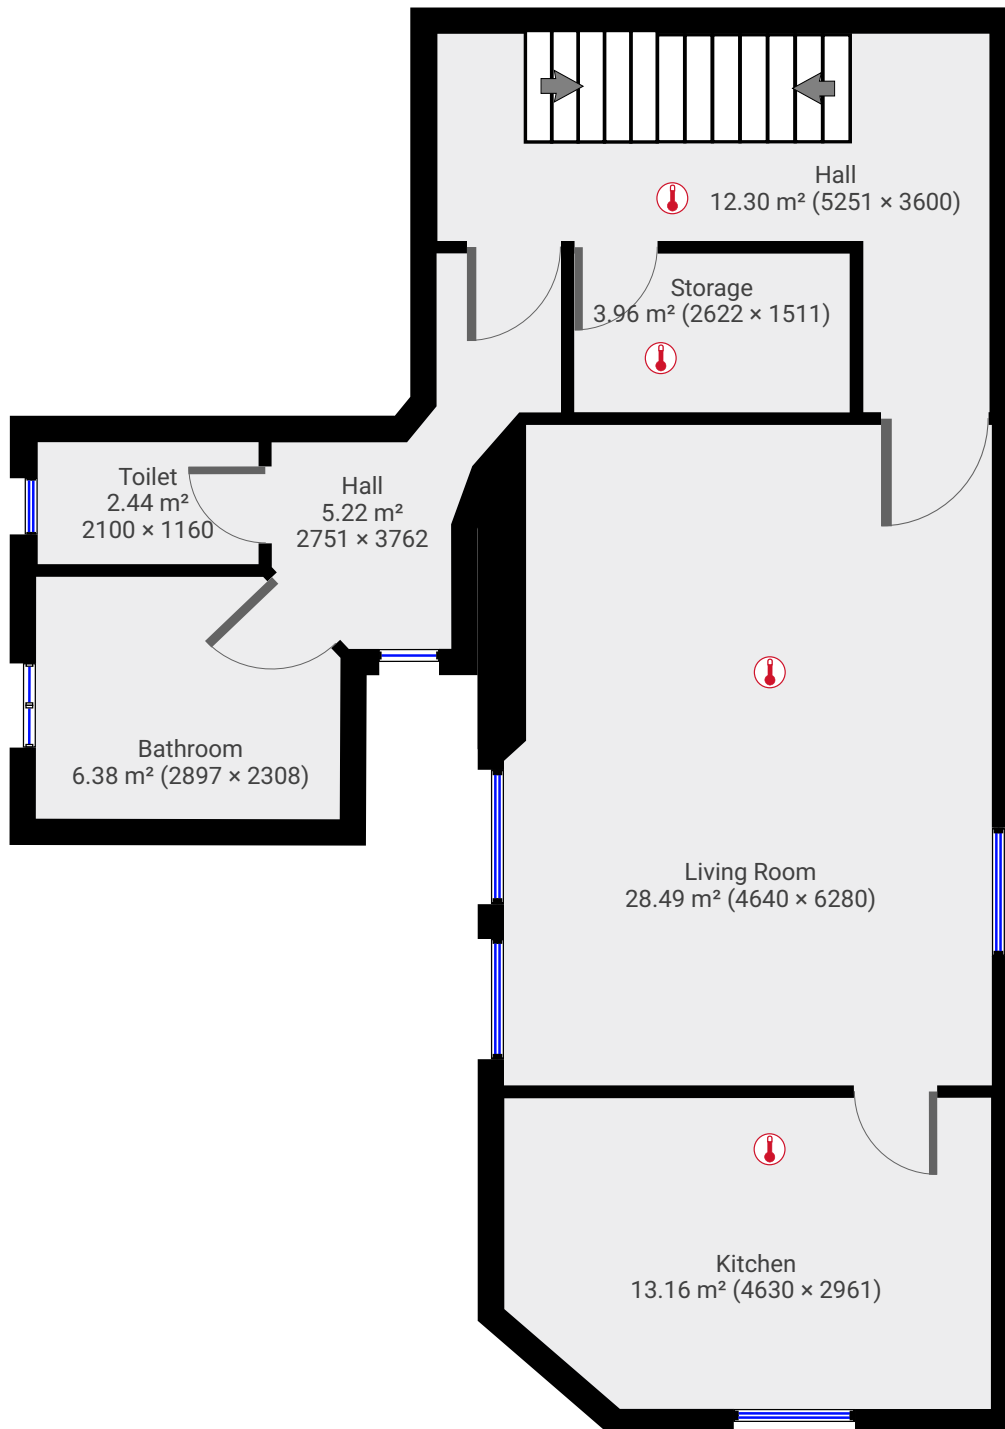 Hall
12.30 m² (5251 × 3600)
Storage
3.96 m² (2622 × 1511)
Toilet
2.44 m²
2100 × 1160
Hall
5.22 m²
2751 × 3762
Bathroom
6.38 m² (2897 × 2308)
Living Room
28.49 m² (4640 × 6280)
Kitchen
13.16 m² (4630 × 2961)